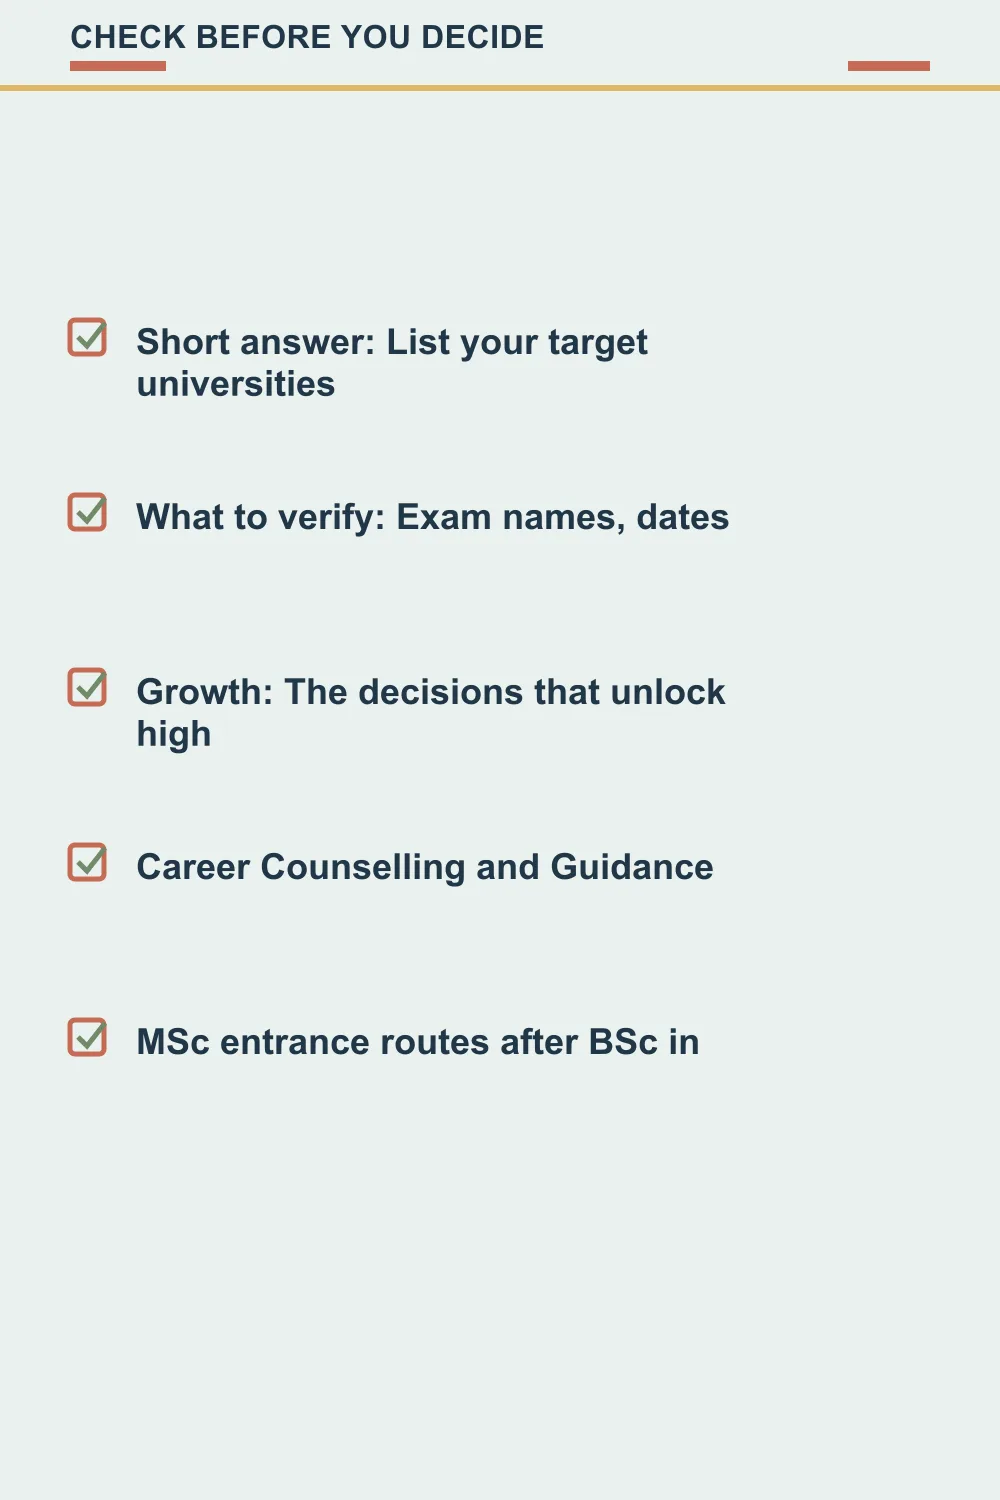 CHECK BEFORE YOU DECIDE
Short answer: List your target
universities
What to verify: Exam names, dates
Growth: The decisions that unlock
high
Career Counselling and Guidance
MSc entrance routes after BSc in